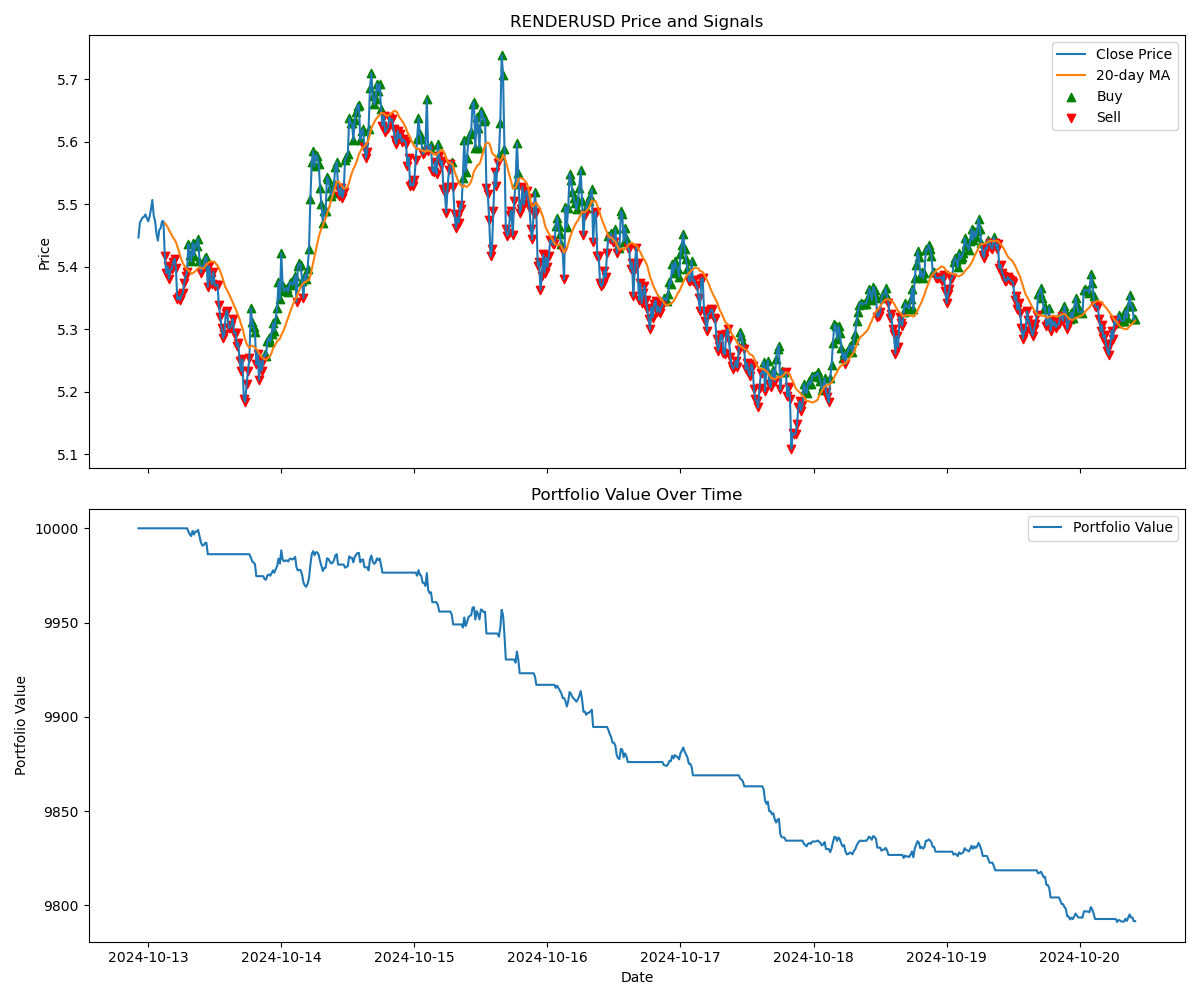 RENDERUSD Price and Signals
Price
5.7
5.6
5.5
5.4
5.3
5.2
5.1
Close Price
20-day MA
Buy
Sell
Portfolio Value Over Time
Portfolio Value
10000
9950
9900
9850
9800
Portfolio Value
2024-10-13 2024-10-14 2024-10-15 2024-10-16 2024-10-17 2024-10-18 2024-10-19 2024-10-20
Date